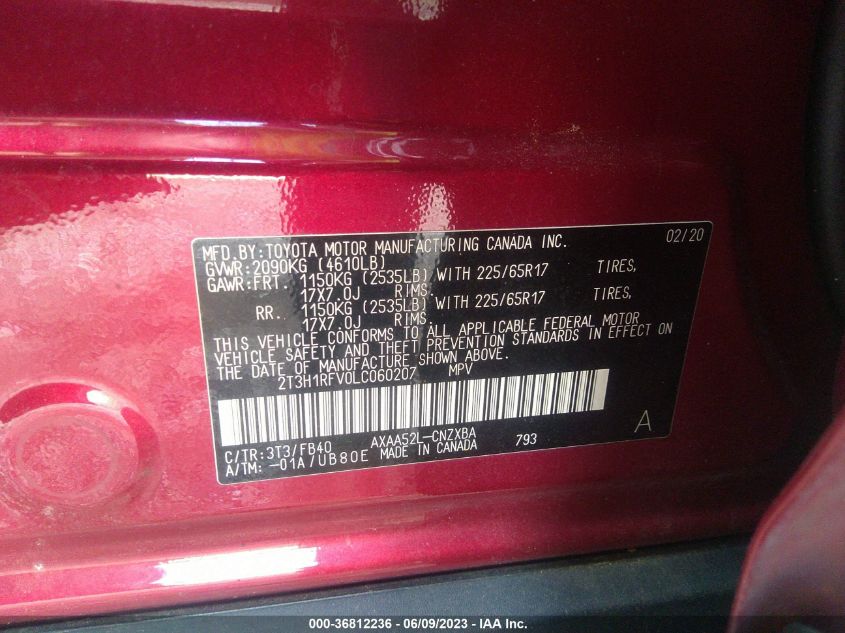 MFD.BY:TOYOTA MOTOR MANUFACTURING CANADA INC. 02/20
GVWR:2090KG (4610LB)
GAWR:FRT. 1150KG (2535LB) WITH 225/65R17 TIRES,
17X7.0J RIMS.
RR. 1150KG (2535LB) WITH 225/65R17 TIRES,
17X7.0J RIMS.
THIS VEHICLE CONFORMS TO ALL APPLICABLE FEDERAL MOTOR
VEHICLE SAFETY AND THEFT PREVENTION STANDARDS IN EFFECT ON
THE DATE OF MANUFACTURE SHOWN ABOVE.
2T3H1RFV0LC060207 MPV
A
C/TR:3T3/FB40 AXAA52L-CNZXBA 793
A/TM:-01A/UB80E MADE IN CANADA
000-36812236 - 06/09/2023 - IAA Inc.